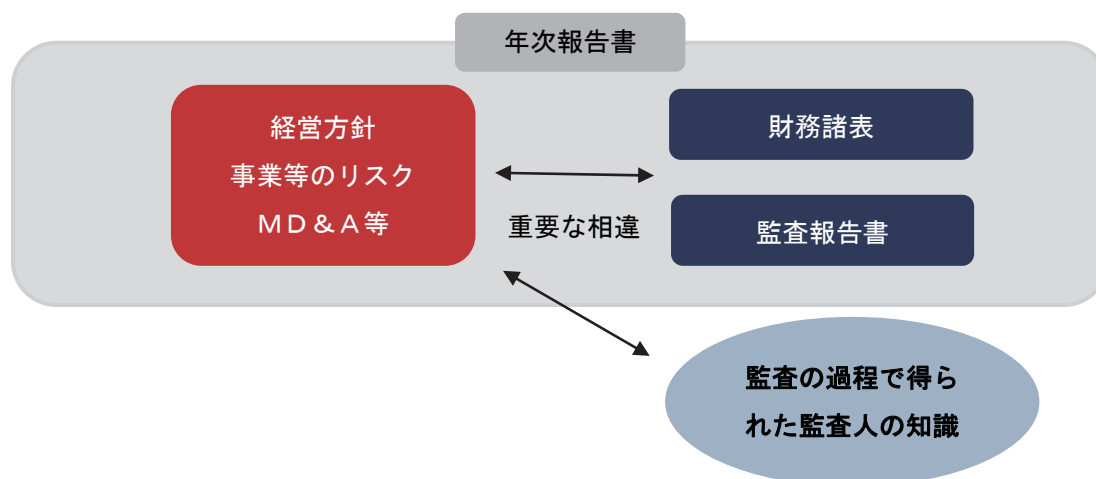 年次報告書
経営方針
事業等のリスク
ＭＤ＆Ａ等
財務諸表
重要な相違
監査報告書
監査の過程で得ら
れた監査人の知識